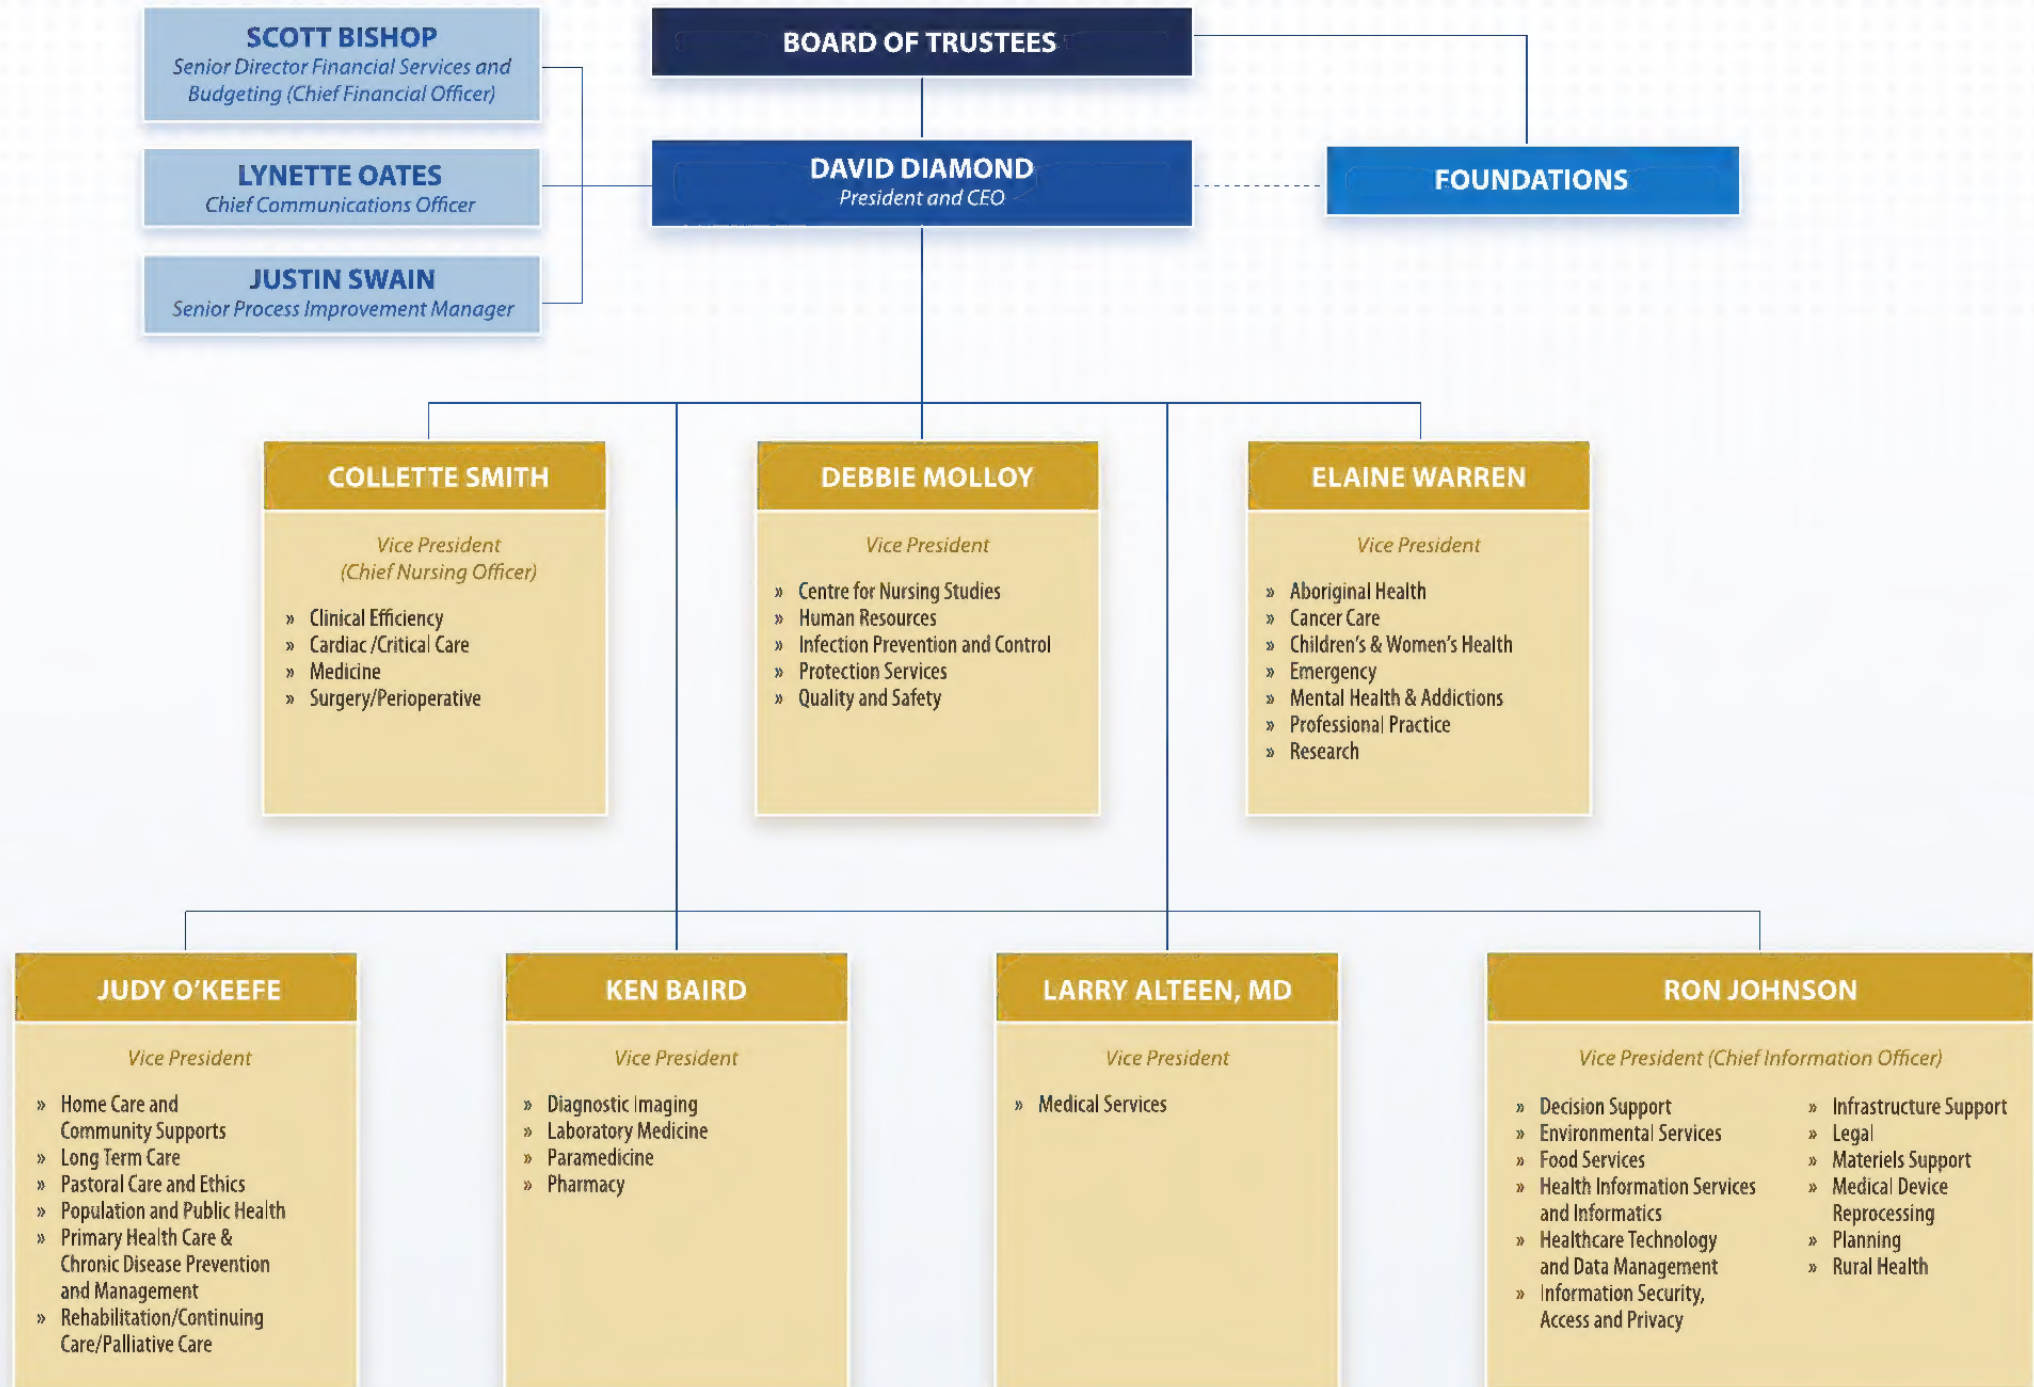 SCOTT BISHOP
Senior Director Financial Services and
Budgeting (Chief Financial Officer)
LYNETTE OATES
Chief Communications Officer
JUSTIN SWAIN
Senior Process Improvement Manager
BOARD OF TRUSTEES
DAVID DIAMOND
President and CEO
FOUNDATIONS
COLLETTE SMITH
Vice President
(Chief Nursing Officer)
» Clinical Efficiency
» Cardiac /Critical Care
» Medicine
» Surgery/Perioperative
DEBBIE MOLLOY
Vice President
» Centre for Nursing Studies
» Human Resources
» Infection Prevention and Control
» Protection Services
» Quality and Safety
ELAINE WARREN
Vice President
» Aboriginal Health
» Cancer Care
» Children's & Women's Health
» Emergency
» Mental Health & Addictions
» Professional Practice
» Research
JUDY O'KEEFE
Vice President
» Home Care and
Community Supports
» Long Term Care
» Pastoral Care and Ethics
» Population and Public Health
» Primary Health Care &
Chronic Disease Prevention
and Management
» Rehabilitation/Continuing
Care/Palliative Care
KEN BAIRD
Vice President
» Diagnostic Imaging
» Laboratory Medicine
» Paramedicine
» Pharmacy
LARRY ALTEEN, MD
Vice President
» Medical Services
RON JOHNSON
Vice President (Chief Information Officer)
» Decision Support
» Environmental Services
» Food Services
» Health Information Services
and Informatics
» Healthcare Technology
and Data Management
» Information Security,
Access and Privacy
» Infrastructure Support
» Legal
» Materiels Support
» Medical Device
Reprocessing
» Planning
» Rural Health